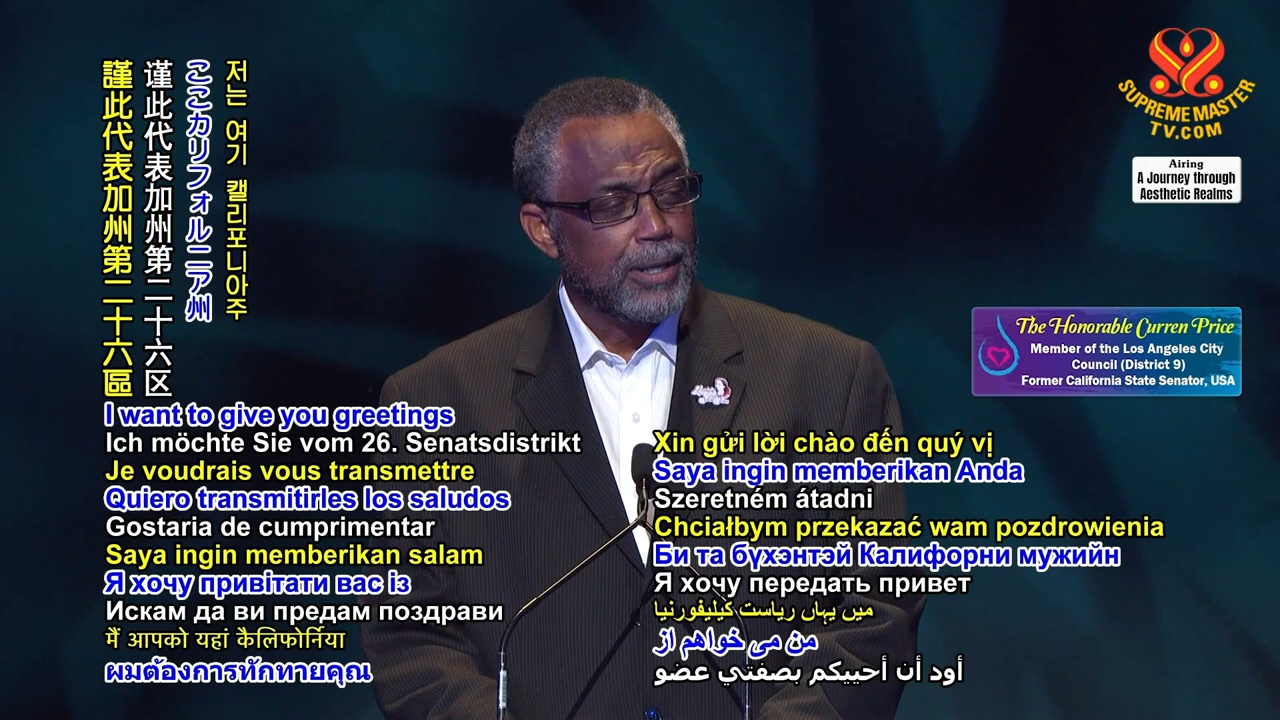 謹此代表加州第二十六區
谨此代表加州第二十六区
ここカリフォルニア州
저는 여기 캘리포니아주
SUPREME MASTER
TV.COM
Airing
A Journey through
Aesthetic Realms
The Honorable Curren Price
Member of the Los Angeles City
Council (District 9)
Former California State Senator, USA
I want to give you greetings
Ich möchte Sie vom 26. Senatsdistrikt
Je voudrais vous transmettre
Quiero transmitirles los saludos
Gostaria de cumprimentar
Saya ingin memberikan salam
Я хочу привітати вас із
Искам да ви предам поздрави
मैं आपको यहां कैलिफोर्निया
ผมต้องการทักทายคุณ
Xin gửi lời chào đến quý vị
Saya ingin memberikan Anda
Szeretném átadni
Chciałbym przekazać wam pozdrowienia
Би та бүхэнтэй Калифорни мужийн
Я хочу передать привет
میں یہاں ریاست کیلیفورنیا
من می خواهم از
أود أن أحييكم بصفتي عضو